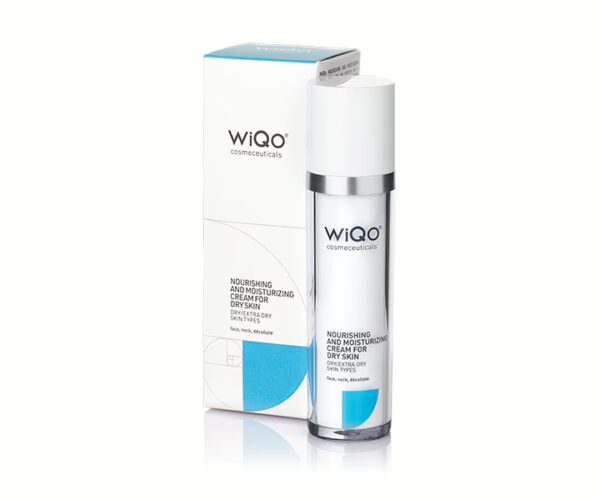 WiQO
WiQO®
cosmeceuticals
NOURISHING
AND MOISTURIZING
CREAM FOR
DRY SKIN
DRY/EXTRA DRY
SKIN TYPES
face, neck, décolleté
WiQO®
cosmeceuticals
NOURISHING
AND MOISTURIZING
CREAM FOR
DRY SKIN
DRY/EXTRA DRY
SKIN TYPES
face, neck, décolleté